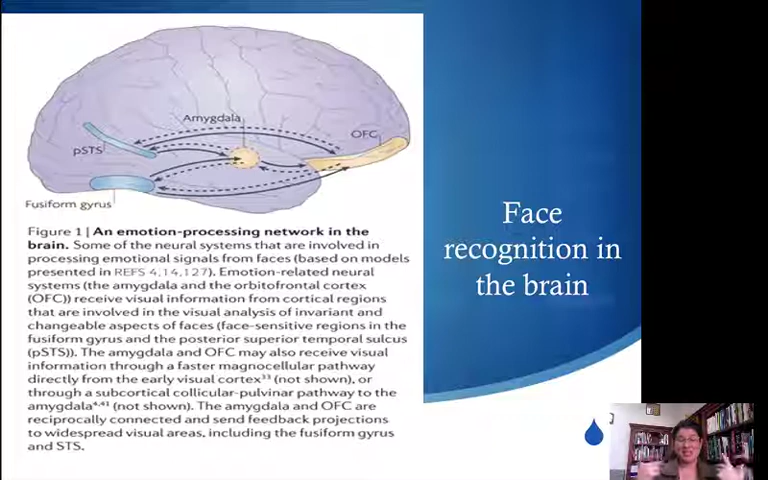 Amygdala
OFC
pSTS
Fusiform gyrus
Figure 1 | An emotion-processing network in the
brain. Some of the neural systems that are involved in
processing emotional signals from faces (based on models
presented in REFS 4,14,127). Emotion-related neural
systems (the amygdala and the orbitofrontal cortex
(OFC)) receive visual information from cortical regions
that are involved in the visual analysis of invariant and
changeable aspects of faces (face-sensitive regions in the
fusiform gyrus and the posterior superior temporal sulcus
(pSTS)). The amygdala and OFC may also receive visual
information through a faster magnocellular pathway
directly from the early visual cortex³³ (not shown), or
through a subcortical collicular-pulvinar pathway to the
amygdala⁴,⁴¹ (not shown). The amygdala and OFC are
reciprocally connected and send feedback projections
to widespread visual areas, including the fusiform gyrus
and STS.
Face
recognition in
the brain